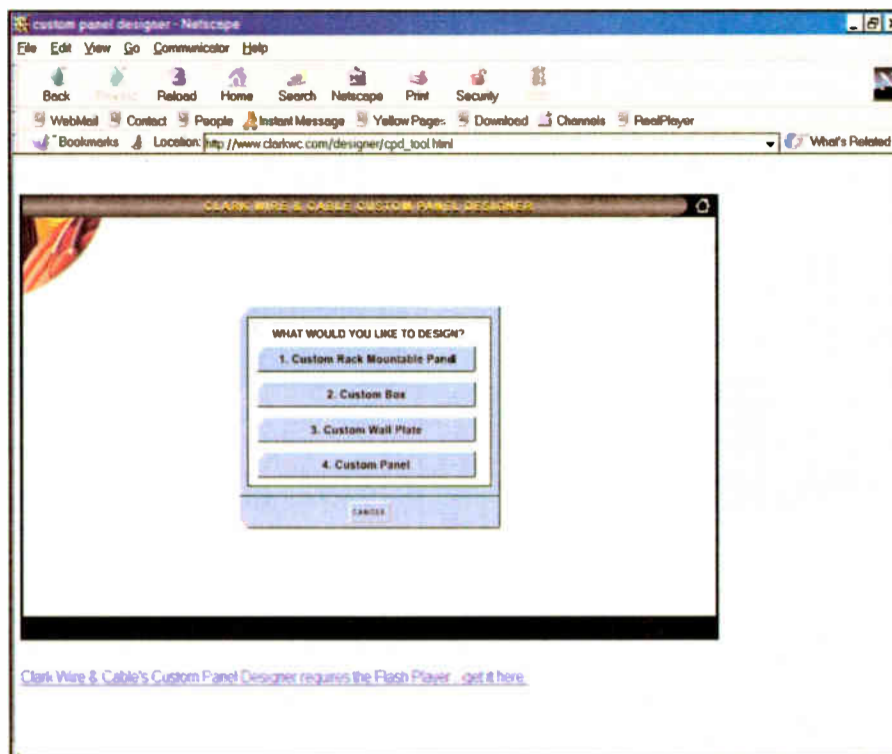 custom panel designer - Netscape
File Edit View Go Communicator Help
Back Reload Home Search Netscape Print Security
WebMail Contact People Instant Message Yellow Pages Download Channels RealPlayer
Bookmarks Location: http://www.clarkwc.com/designer/cpd_tool.html What's Related
CLARK WIRE & CABLE CUSTOM PANEL DESIGNER
WHAT WOULD YOU LIKE TO DESIGN?
1. Custom Rack Mountable Panel
2. Custom Box
3. Custom Wall Plate
4. Custom Panel
CANCEL
Clark Wire & Cable's Custom Panel Designer requires the Flash Player.. get it here.